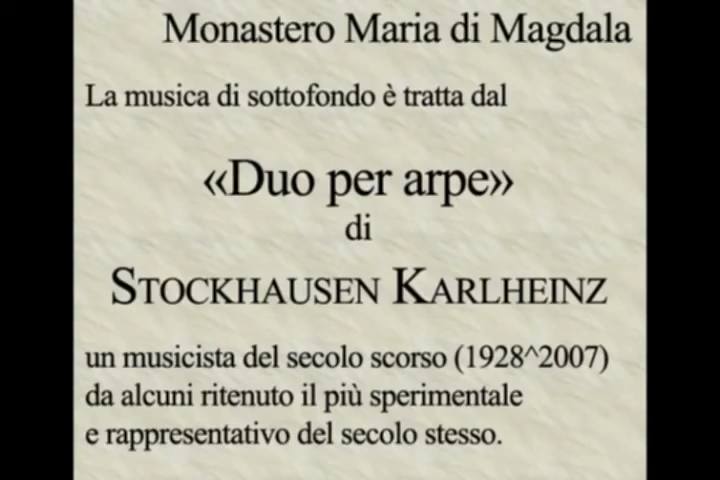 Monastero Maria di Magdala
La musica di sottofondo è tratta dal
«Duo per arpe»
di
STOCKHAUSEN KARLHEINZ
un musicista del secolo scorso (1928^2007)
da alcuni ritenuto il più sperimentale
e rappresentativo del secolo stesso.